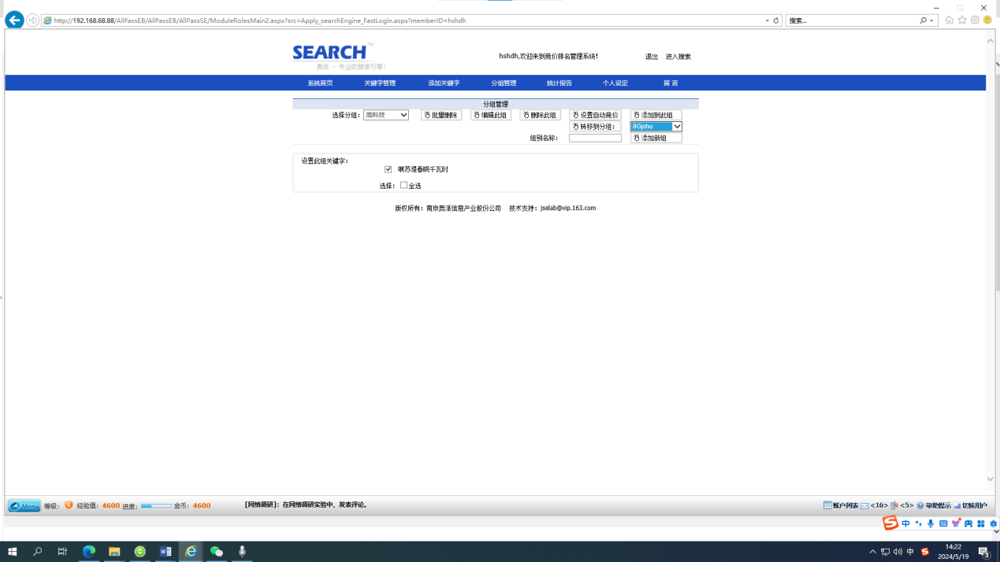 http://192.168.68.88/AllPassEB/AllPassEB/AllPassSE/ModuleRolesMain2.aspx?src=Apply_searchEngine_FastLogin.aspx?memberID=hshdh
搜索...
SEARCH TM
奥派 - 专业的搜索引擎!
hshdh,欢迎来到竞价排名管理系统! 退出 进入搜索
系统首页 关键字管理 添加关键字 分组管理 统计报告 个人设定 留 言
分组管理
选择分组: 高科技 批量删除 编辑此组 删除此组 设置自动竞价 添加到此组
转移到分组: 8Gjshu
组别名称: 添加新组
设置此组关键字:
喇苏堤春晓千瓦时
选择: 全选
版权所有: 南京奥派信息产业股份公司 技术支持: jselab@vip.163.com
Menu 等级: 8 经验值: 4600 进度: 金币: 4600 [网络调研]: 在网络调研实验中, 发表评论。 账户列表 <16> <5> 帮助提示 切换用户
中
中
14:22
2024/5/19
3